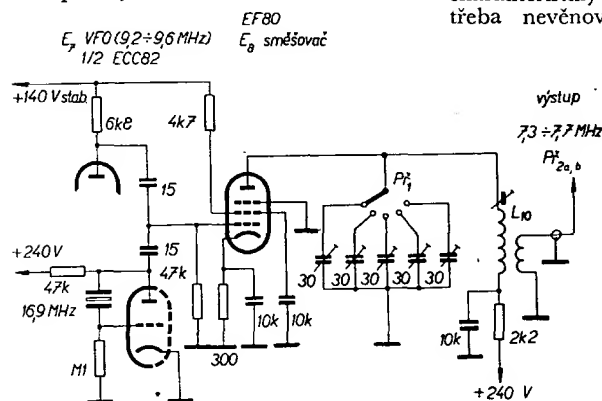 třeba nevěnov
EF80
E7 VFO (9,2÷9,6 MHz)
1/2 ECC82
E8 směšovač
+140 V stab.
6k8
4k7
15
15
výstup
7,3÷7,7 MHz
Př2a,b
Př1
L10
+240 V
47k
47k
16,9 MHz
M1
300
10k
10k
30
30
30
30
30
10k
2k2
+240 V